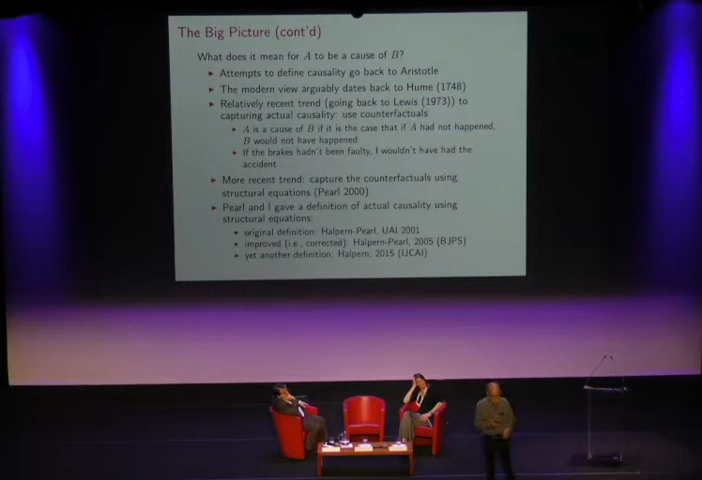 The Big Picture (cont'd)
What does it mean for A to be a cause of B?
▸ Attempts to define causality go back to Aristotle
▸ The modern view arguably dates back to Hume (1748)
▸ Relatively recent trend (going back to Lewis (1973)) to
capturing actual causality: use counterfactuals
▸ A is a cause of B if it is the case that if A had not happened,
B would not have happened
▸ If the brakes hadn't been faulty, I wouldn't have had the
accident
▸ More recent trend: capture the counterfactuals using
structural equations (Pearl 2000)
▸ Pearl and I gave a definition of actual causality using
structural equations:
▸ original definition: Halpern-Pearl, UAI 2001
▸ improved (i.e., corrected): Halpern-Pearl, 2005 (BJPS)
▸ yet another definition: Halpern, 2015 (IJCAI)